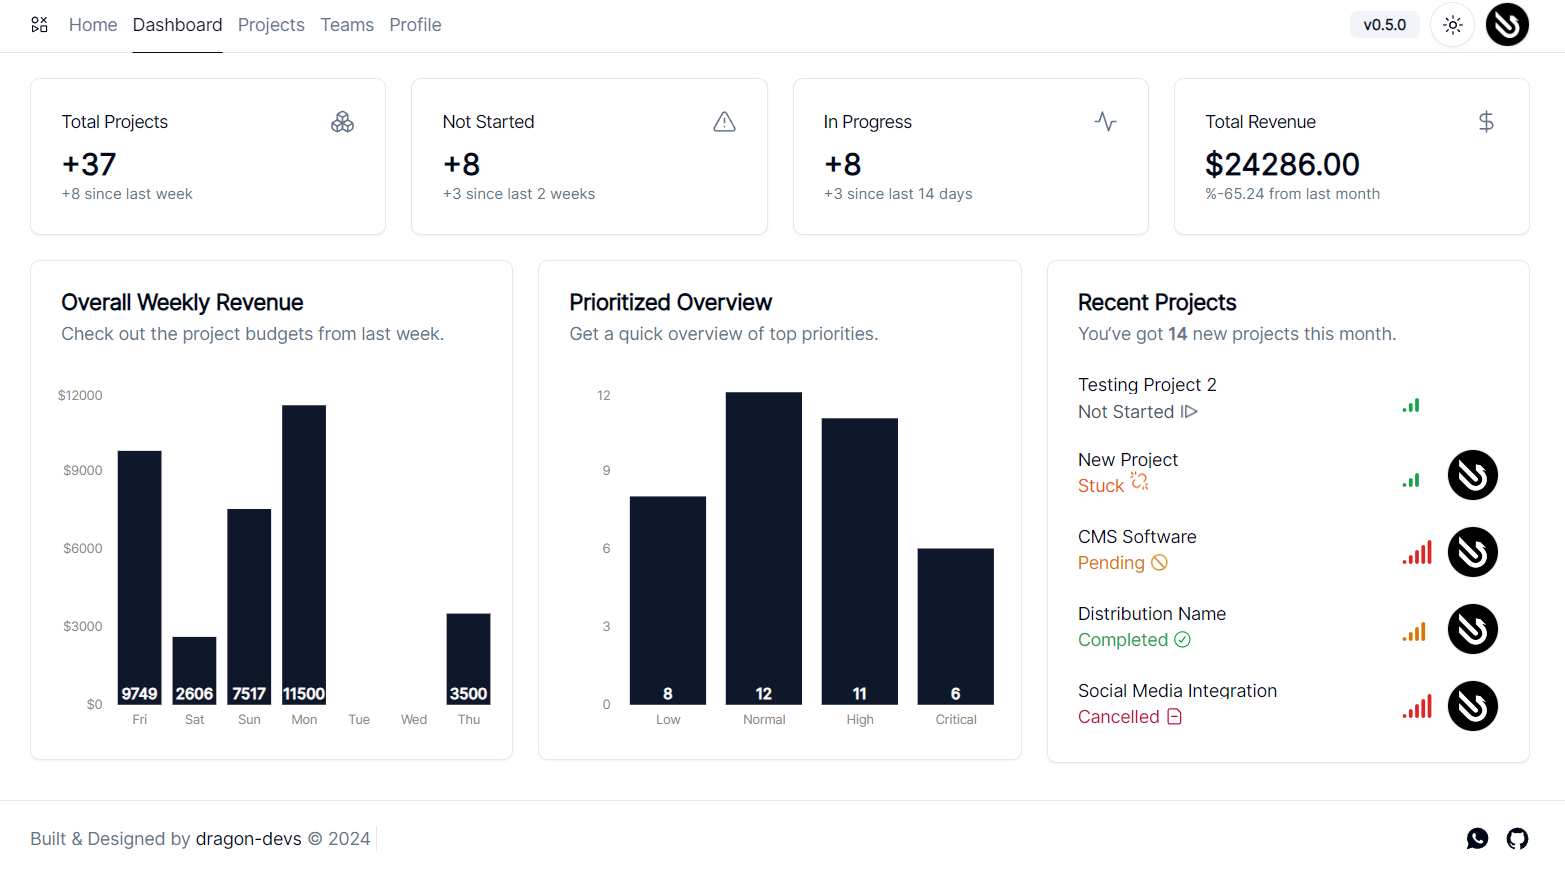 Home Dashboard Projects Teams Profile v0.5.0
Total Projects
+37
+8 since last week
Not Started
+8
+3 since last 2 weeks
In Progress
+8
+3 since last 14 days
Total Revenue
$24286.00
%-65.24 from last month
Overall Weekly Revenue
Check out the project budgets from last week.
$12000
$9000
$6000
$3000
$0
9749 2606 7517 11500 3500
Fri Sat Sun Mon Tue Wed Thu
Prioritized Overview
Get a quick overview of top priorities.
12
9
6
3
0
8 12 11 6
Low Normal High Critical
Recent Projects
You’ve got 14 new projects this month.
Testing Project 2
Not Started
New Project
Stuck
CMS Software
Pending
Distribution Name
Completed
Social Media Integration
Cancelled
Built & Designed by dragon-devs © 2024